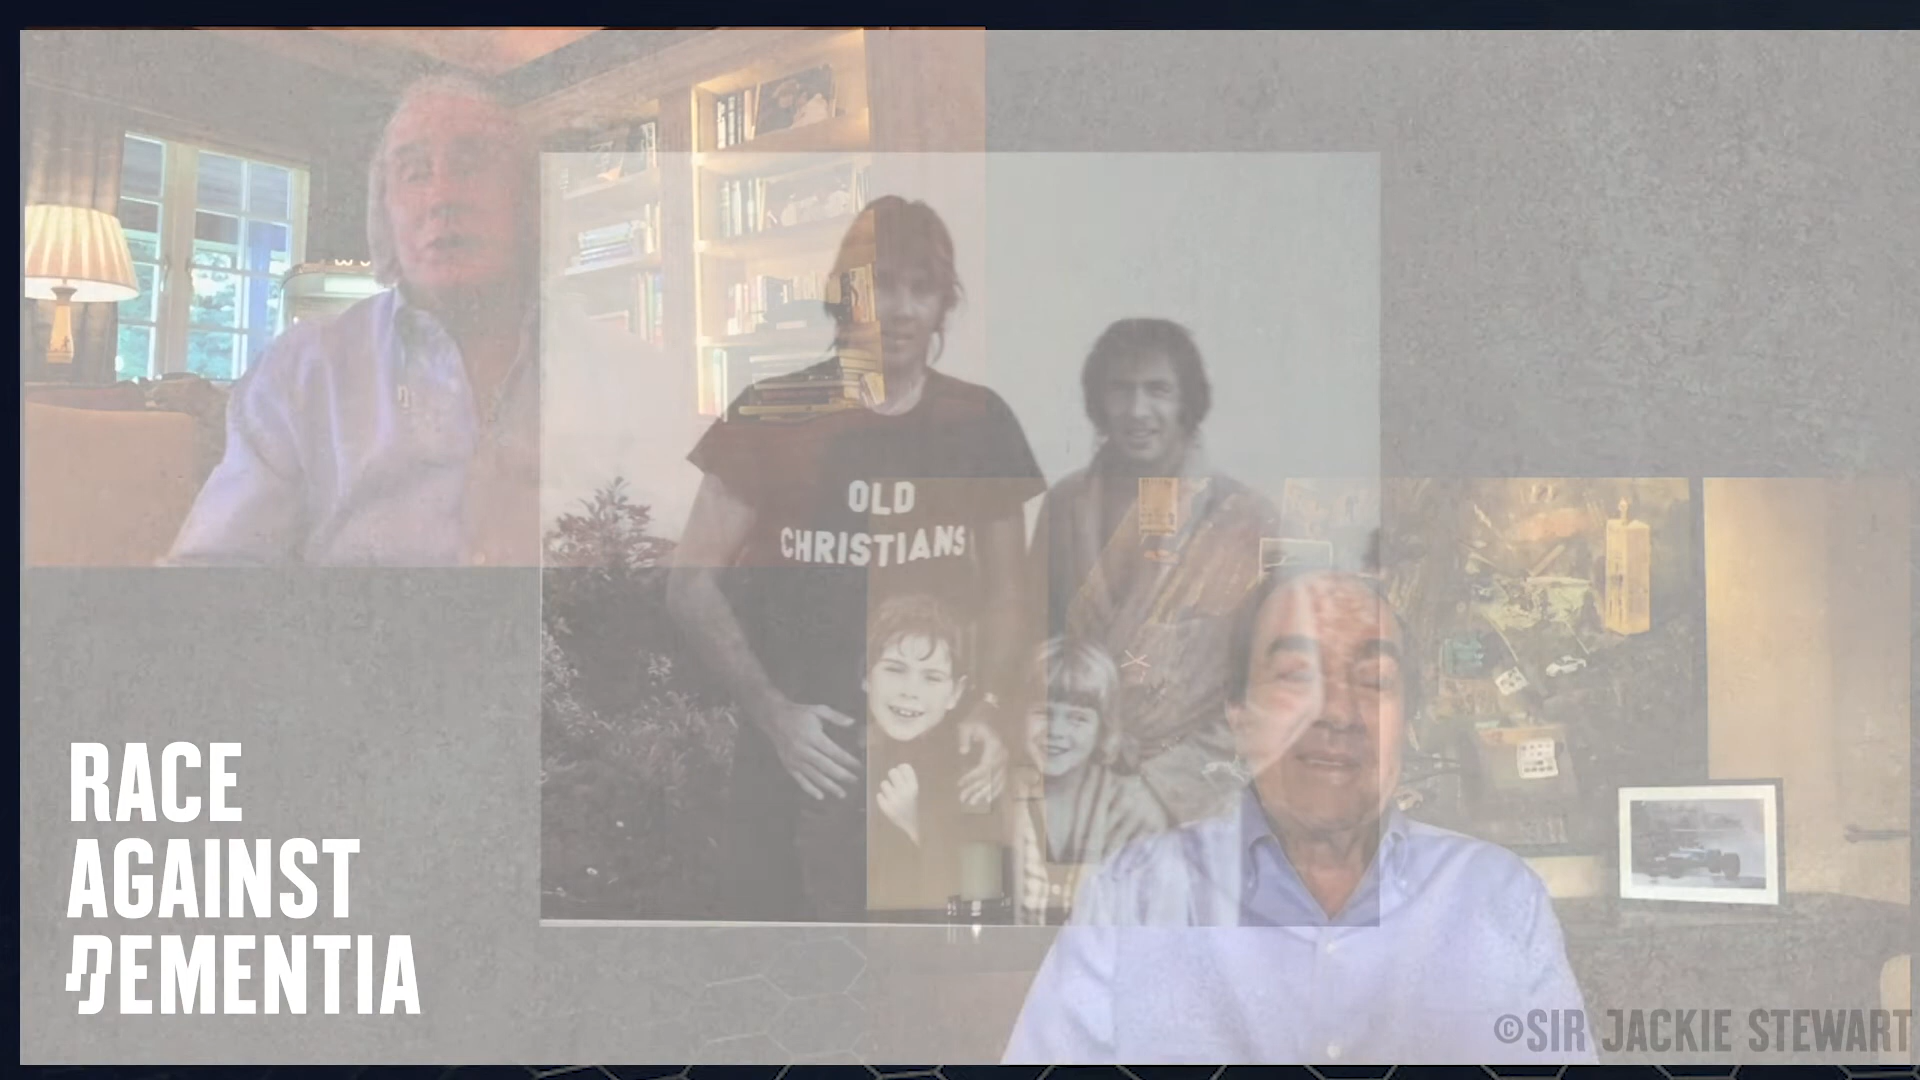 OLD
CHRISTIANS
RACE
AGAINST
DEMENTIA
©SIR JACKIE STEWART